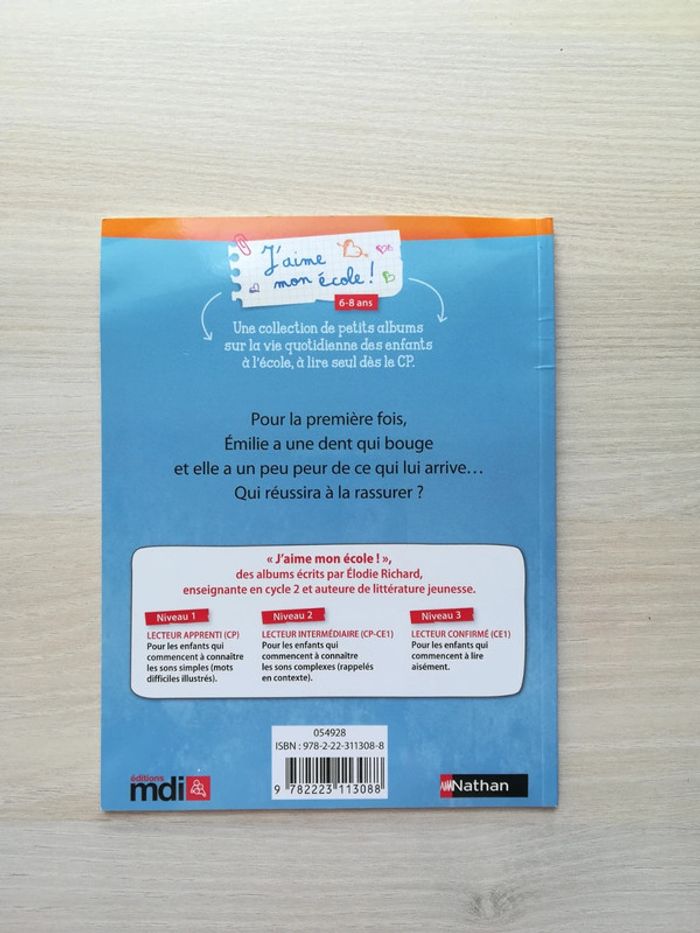 J'aime
mon école !
6-8 ans
Une collection de petits albums
sur la vie quotidienne des enfants
à l'école, à lire seul dès le CP.
Pour la première fois,
Émilie a une dent qui bouge
et elle a un peu peur de ce qui lui arrive...
Qui réussira à la rassurer ?
« J'aime mon école ! »,
des albums écrits par Élodie Richard,
enseignante en cycle 2 et auteure de littérature jeunesse.
Niveau 1
LECTEUR APPRENTI (CP)
Pour les enfants qui
commencent à connaître
les sons simples (mots
difficiles illustrés).
Niveau 2
LECTEUR INTERMÉDIAIRE (CP-CE1)
Pour les enfants qui
commencent à connaître
les sons complexes (rappelés
en contexte).
Niveau 3
LECTEUR CONFIRMÉ (CE1)
Pour les enfants qui
commencent à lire
aisément.
054928
ISBN : 978-2-22-311308-8
9 782223 113088
éditions
mdi
Nathan